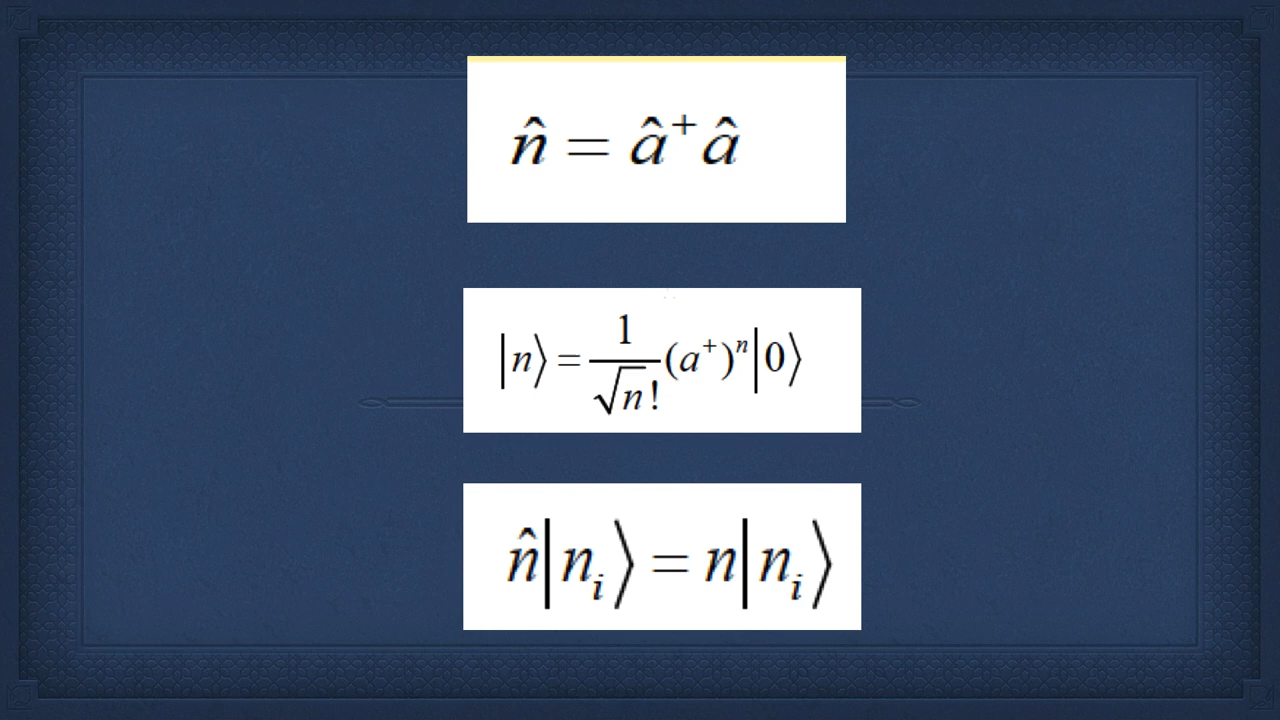 n̂ = â⁺â
|n⟩ = 1/√n! (a⁺)ⁿ|0⟩
n̂|nᵢ⟩ = n|nᵢ⟩